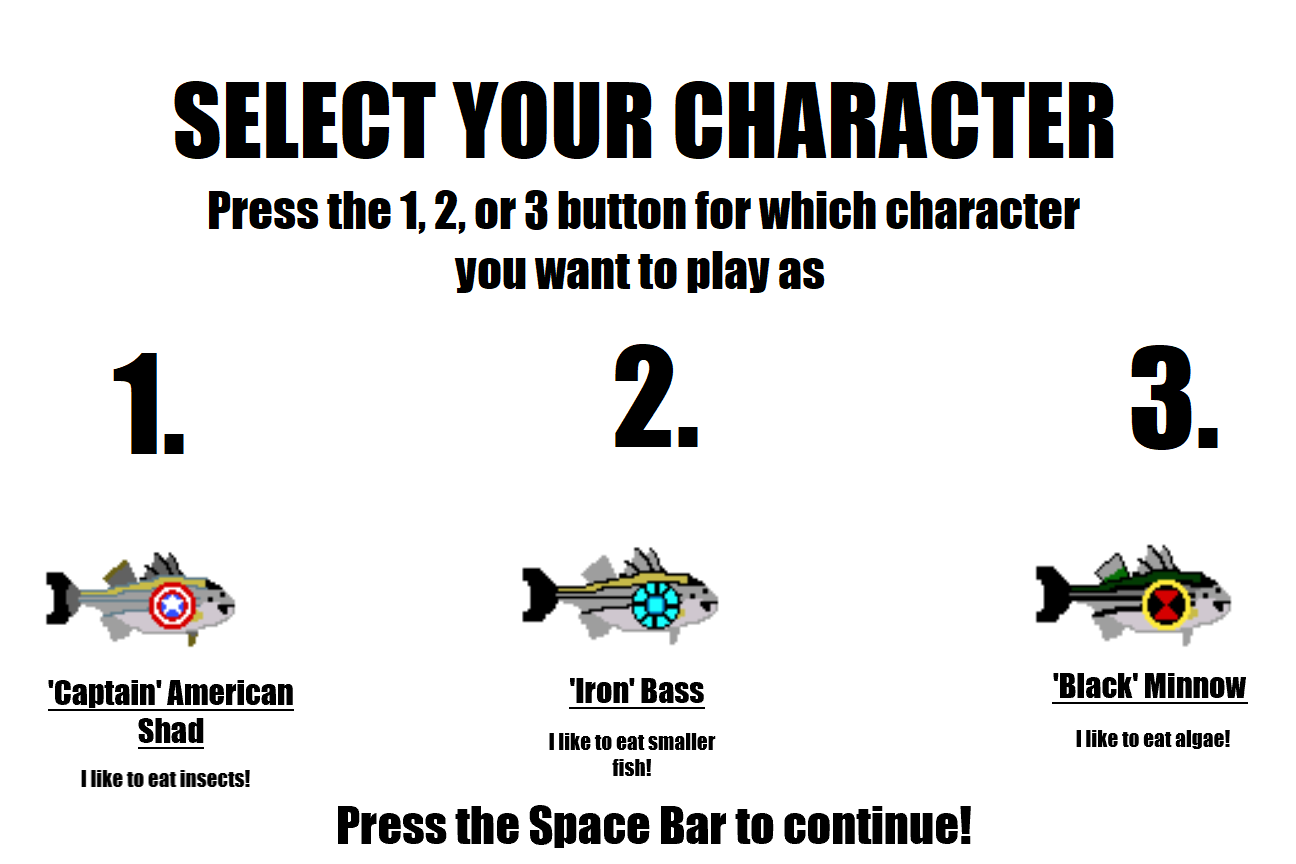 SELECT YOUR CHARACTER
Press the 1, 2, or 3 button for which character
you want to play as
1.
2.
3.
'Captain' American
Shad
I like to eat insects!
'Iron' Bass
I like to eat smaller
fish!
'Black' Minnow
I like to eat algae!
Press the Space Bar to continue!